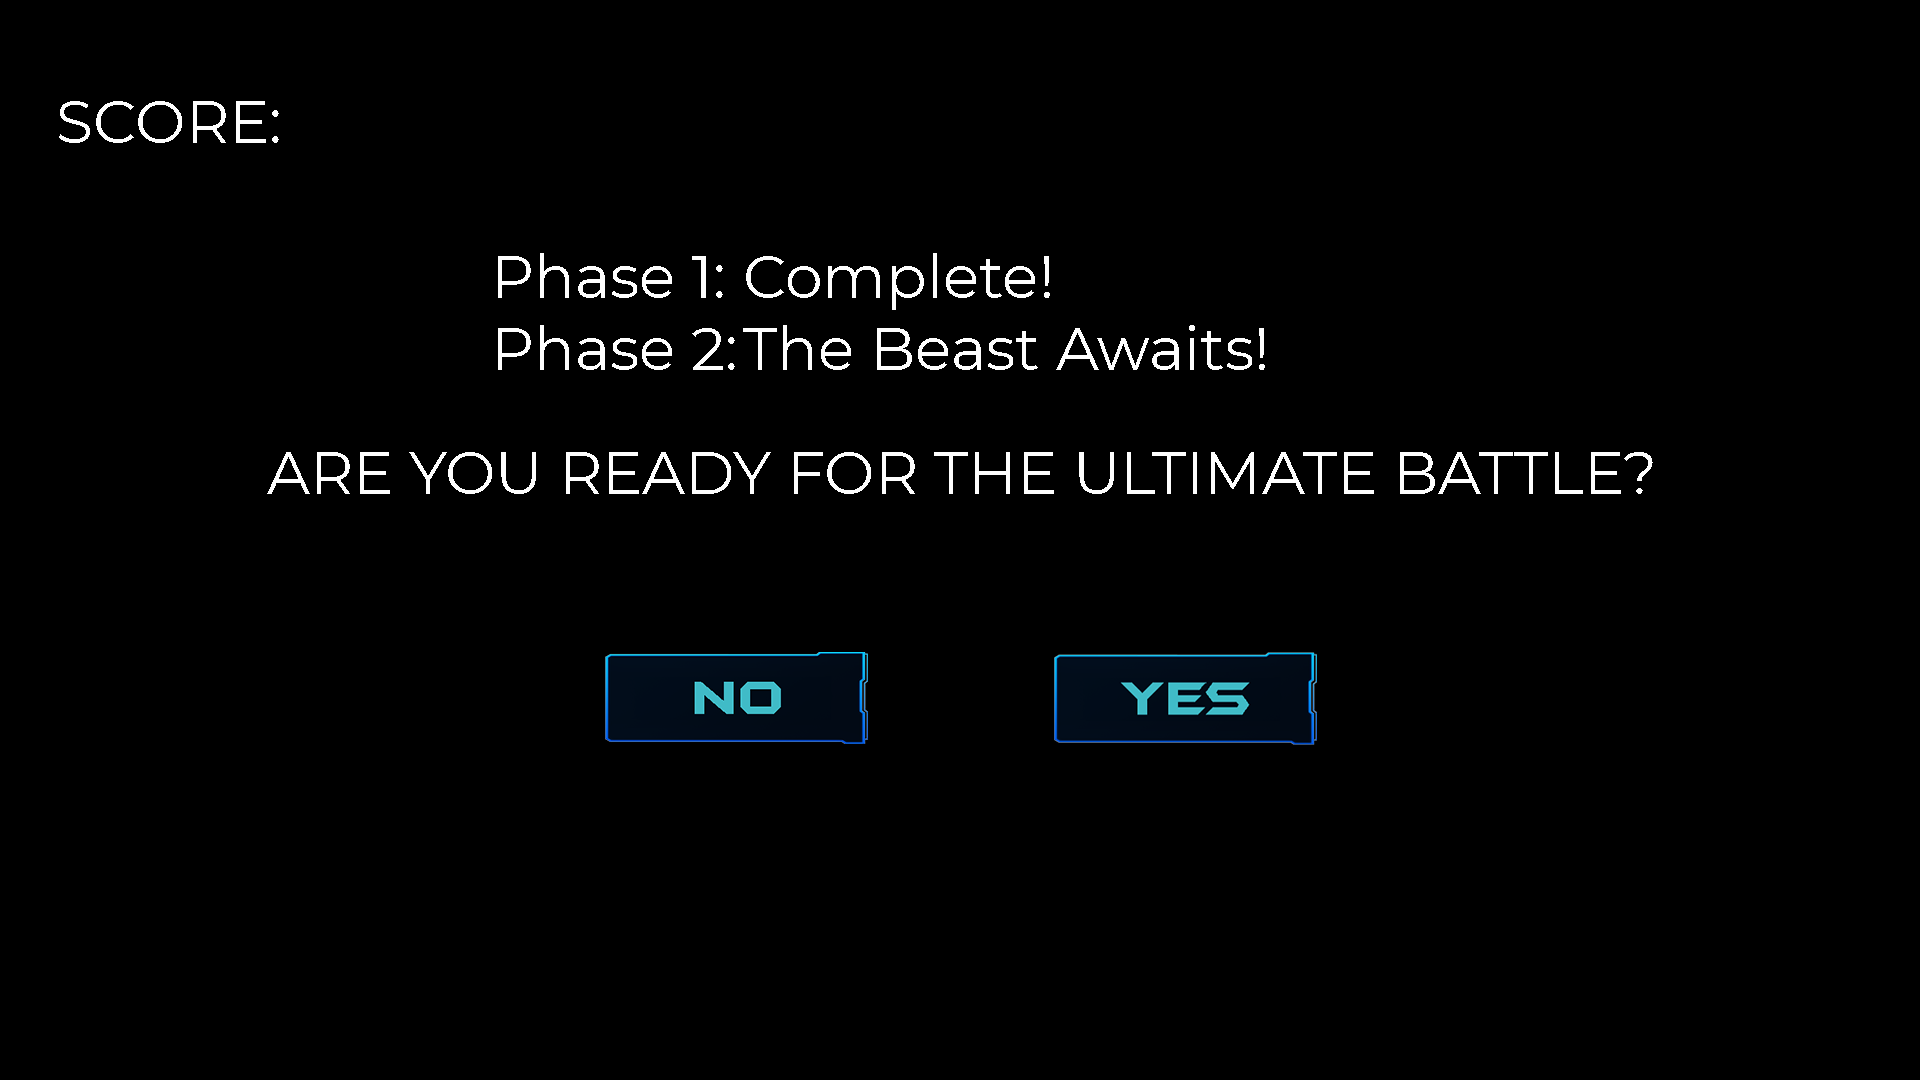 SCORE:
Phase 1: Complete!
Phase 2:The Beast Awaits!
ARE YOU READY FOR THE ULTIMATE BATTLE?
NO
YES